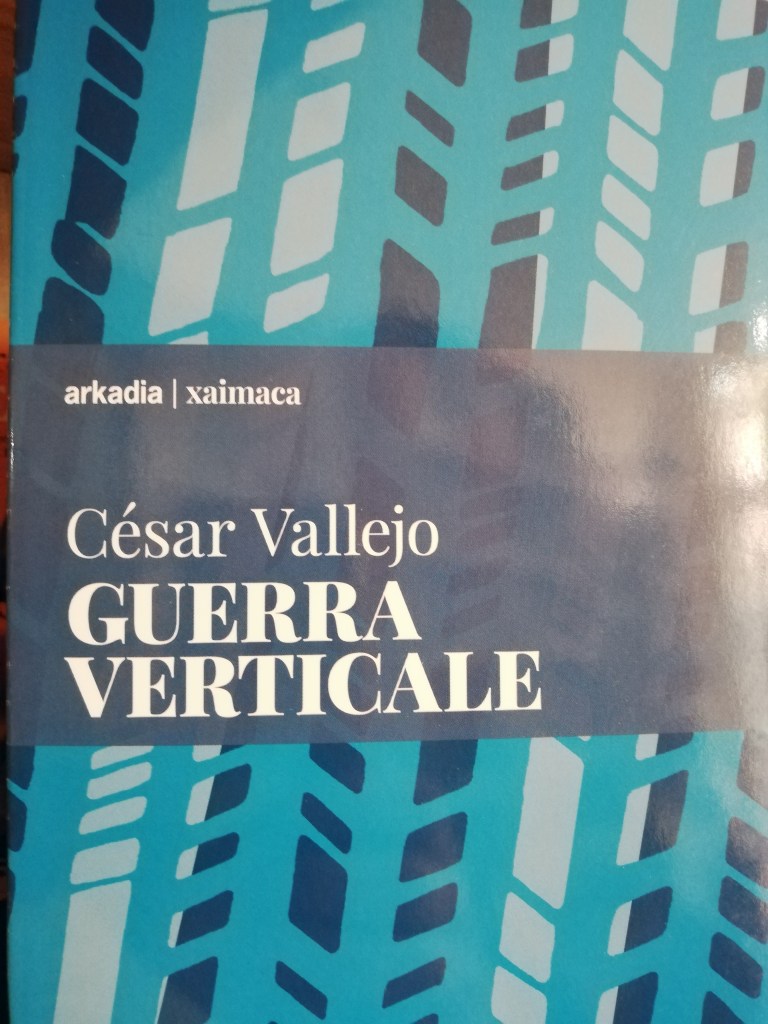 arkadia | xaimaca
César Vallejo
GUERRA
VERTICALE